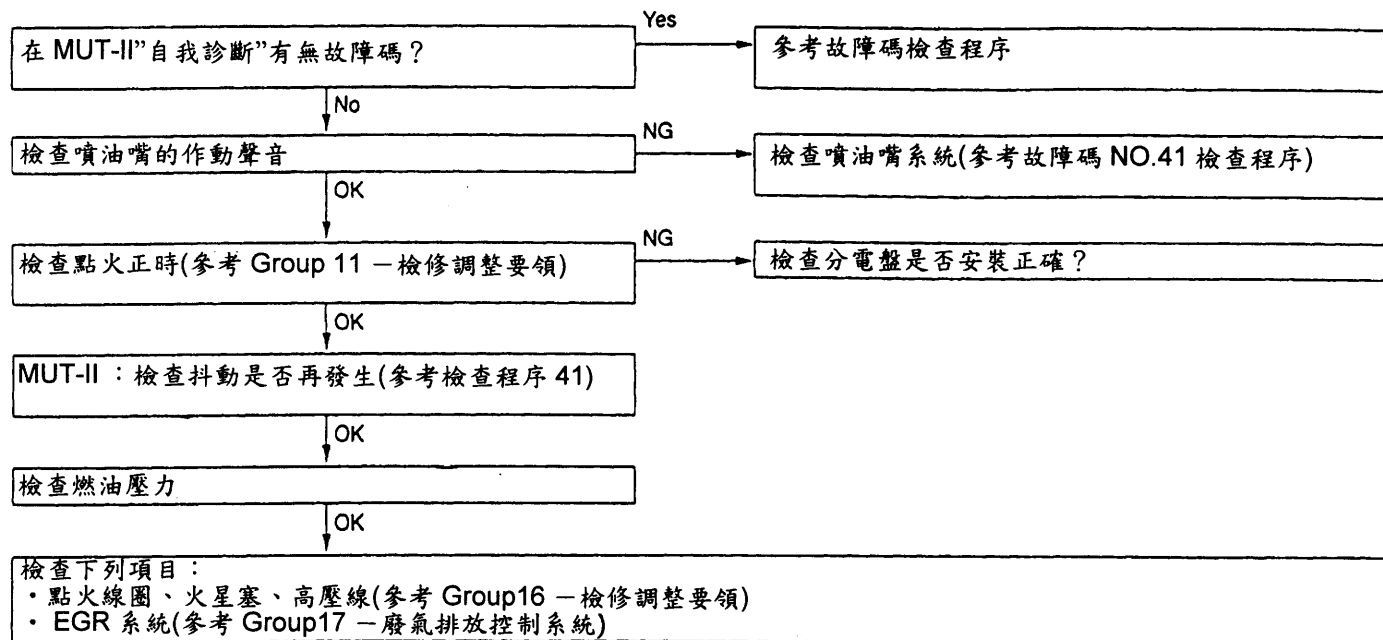 Yes
在 MUT-II”自我診斷”有無故障碼？
參考故障碼檢查程序
No
NG
檢查噴油嘴的作動聲音
檢查噴油嘴系統(參考故障碼 NO.41 檢查程序)
OK
NG
檢查點火正時(參考 Group 11 －檢修調整要領)
檢查分電盤是否安裝正確？
OK
MUT-II ：檢查抖動是否再發生(參考檢查程序 41)
OK
檢查燃油壓力
OK
檢查下列項目：
・點火線圈、火星塞、高壓線(參考 Group16 －檢修調整要領)
・ EGR 系統(參考 Group17 －廢氣排放控制系統)